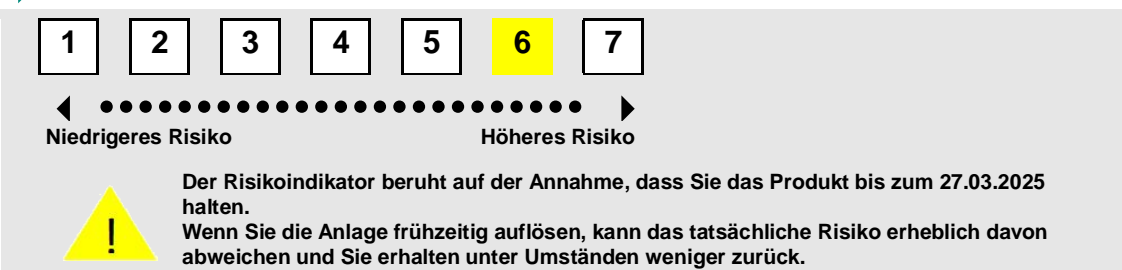 1 2 3 4 5 6 7
Niedrigeres Risiko Höheres Risiko
Der Risikoindikator beruht auf der Annahme, dass Sie das Produkt bis zum 27.03.2025
halten.
! Wenn Sie die Anlage frühzeitig auflösen, kann das tatsächliche Risiko erheblich davon
abweichen und Sie erhalten unter Umständen weniger zurück.